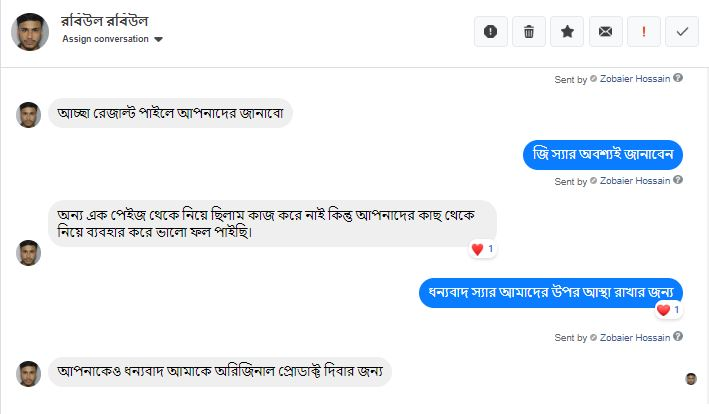 রবিউল রবিউল
Assign conversation
Sent by Zobaier Hossain
আচ্ছা রেজাল্ট পাইলে আপনাদের জানাবো
জি স্যার অবশ্যই জানাবেন
Sent by Zobaier Hossain
অন্য এক পেইজ থেকে নিয়ে ছিলাম কাজ করে নাই কিন্তু আপনাদের কাছ থেকে
নিয়ে ব্যবহার করে ভালো ফল পাইছি।
1
ধন্যবাদ স্যার আমাদের উপর আস্থা রাখার জন্য
1
Sent by Zobaier Hossain
আপনাকেও ধন্যবাদ আমাকে অরিজিনাল প্রোডাক্ট দিবার জন্য